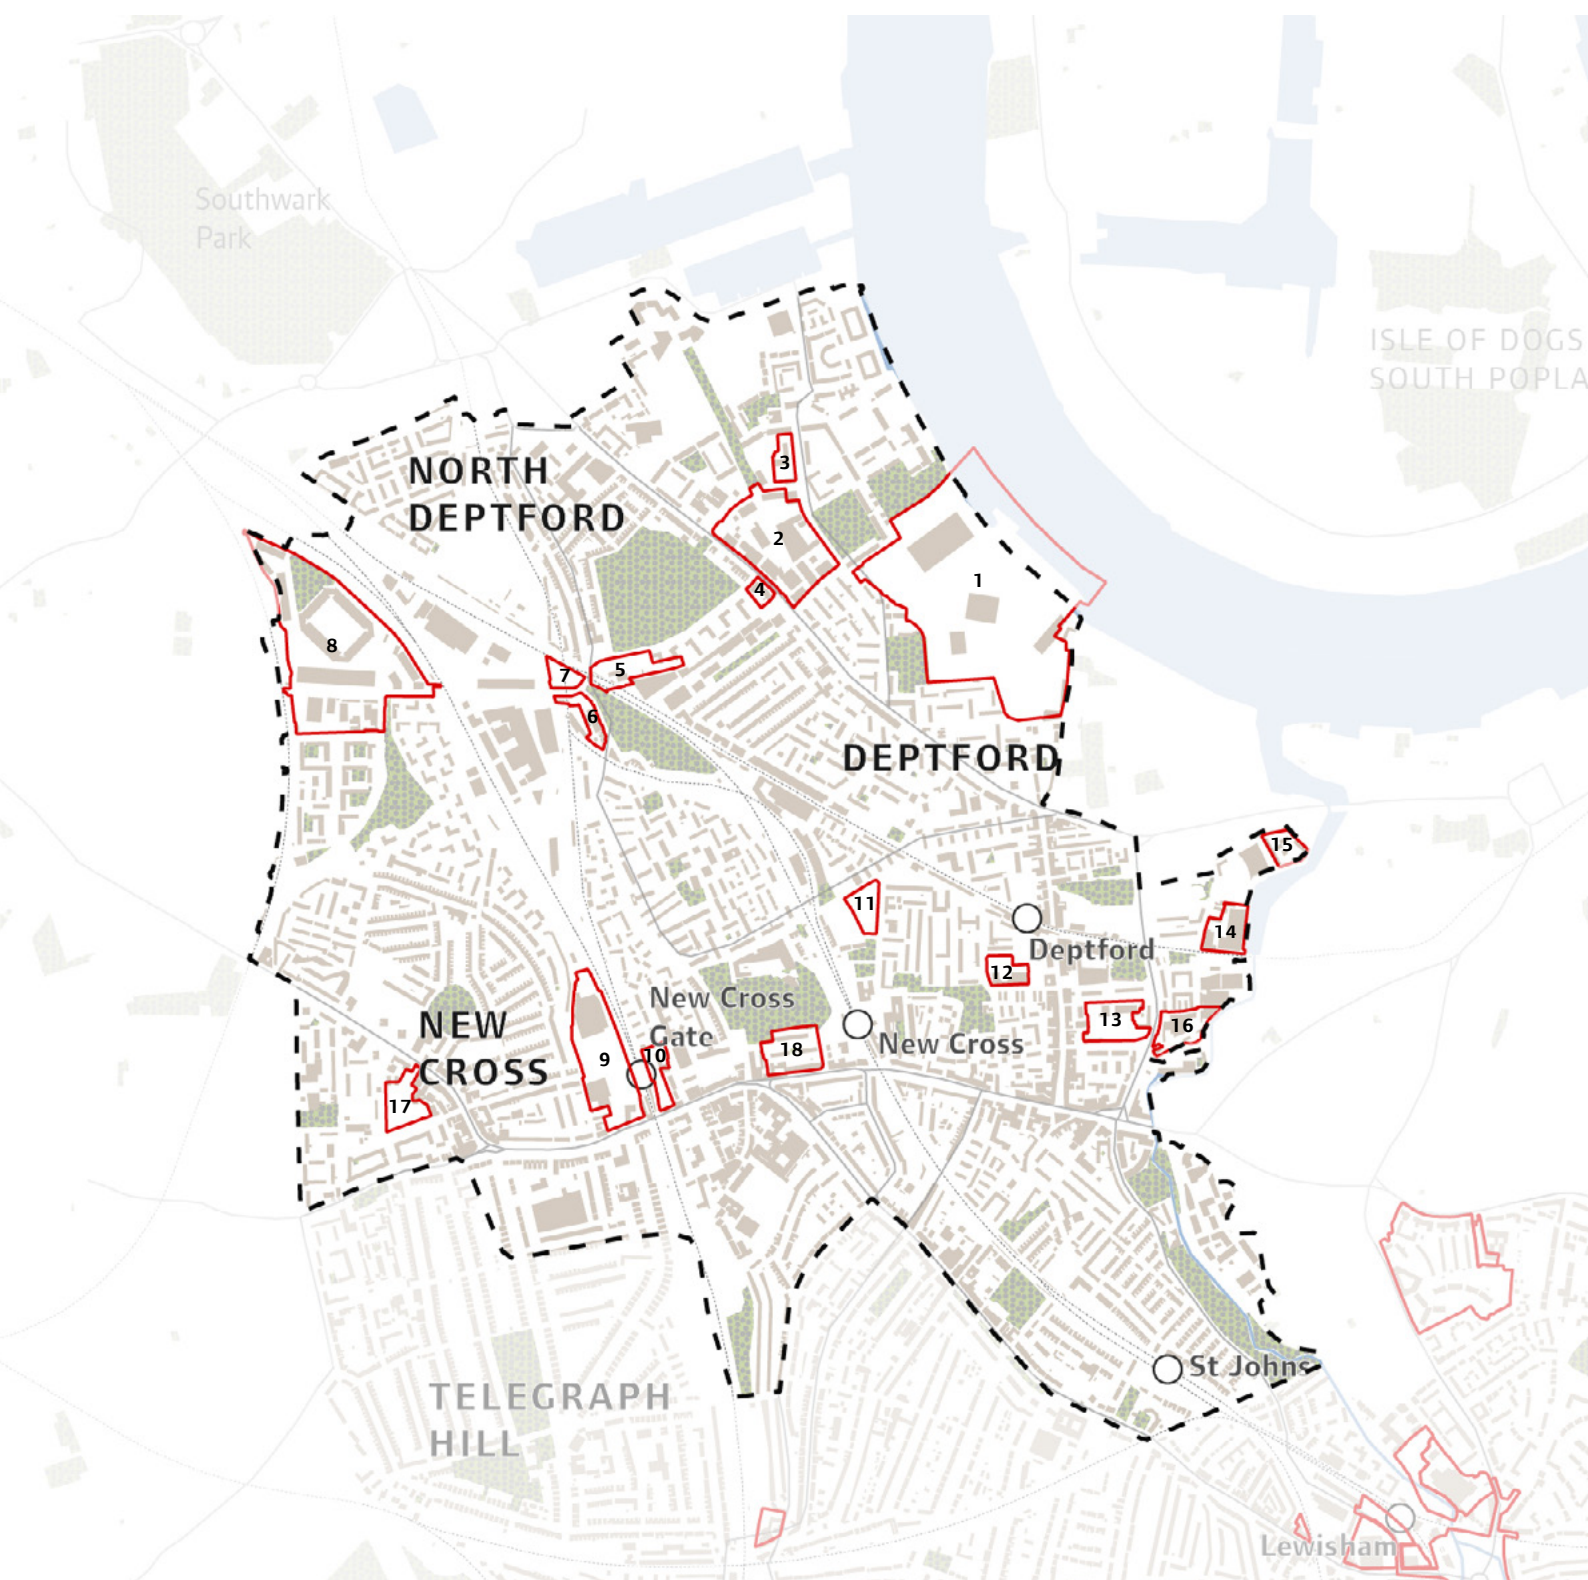 Southwark
Park
ISLE OF DOGS
SOUTH POPLA
NORTH
DEPTFORD
3
2
1
4
8
7
5
6
DEPTFORD
15
11
14
Deptford
12
New Cross
Gate
NEW
CROSS
13
16
New Cross
18
9
10
17
St Johns
TELEGRAPH
HILL
Lewisham